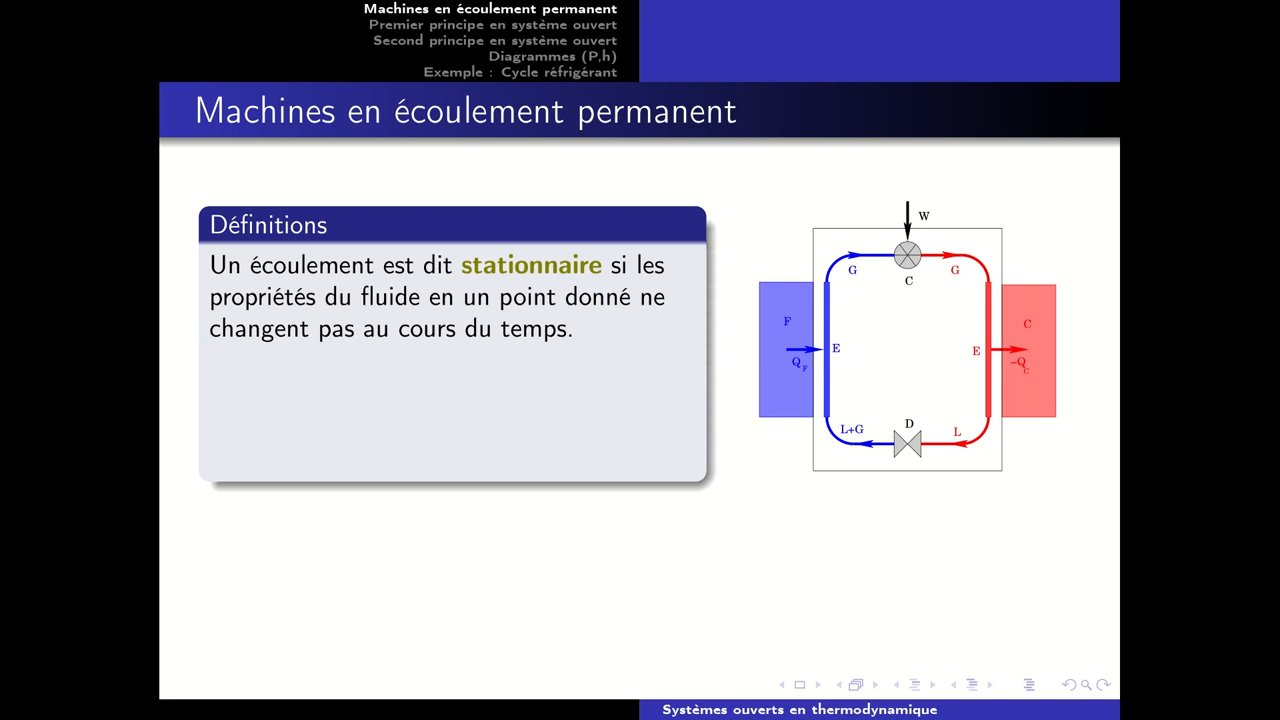 Machines en écoulement permanent
Premier principe en système ouvert
Second principe en système ouvert
Diagrammes (P,h)
Exemple : Cycle réfrigérant
Machines en écoulement permanent
Définitions
Un écoulement est dit stationnaire si les
propriétés du fluide en un point donné ne
changent pas au cours du temps.
W
G
G
C
F
C
E
E
Q_F
-Q_C
D
L+G
L
Systèmes ouverts en thermodynamique